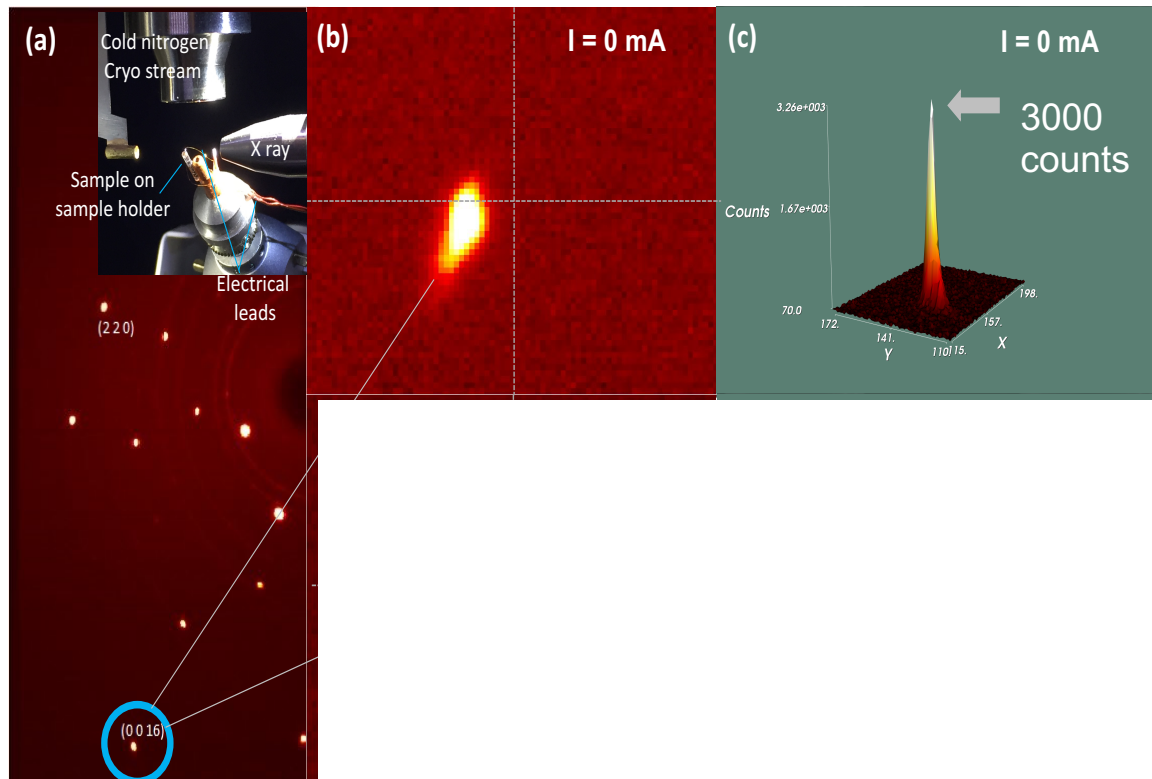 (a)
Cold nitrogen
Cryo stream
X ray
Sample on
sample holder
Electrical
leads
(2 2 0)
(0 0 16)
(b)
I = 0 mA
(c)
I = 0 mA
3.26e+003
3000
counts
Counts
1.67e+003
70.0
172.
141.
110.
Y
115.
157.
198.
X